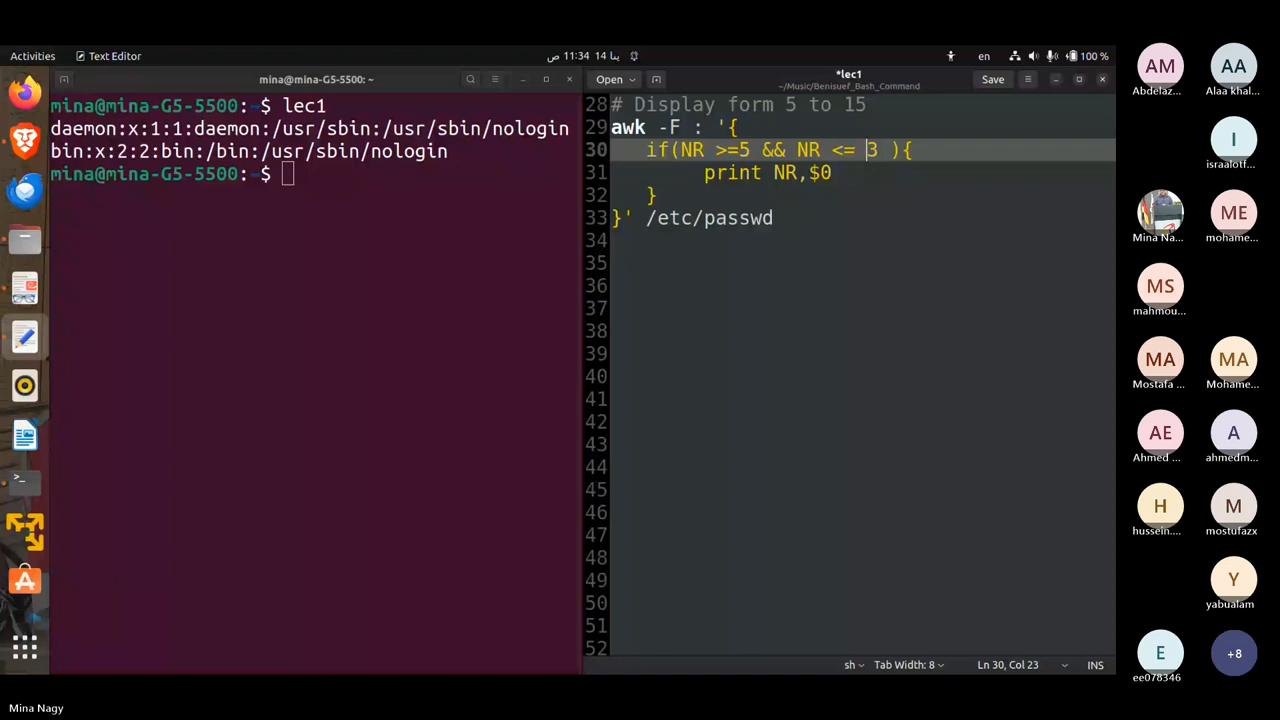 Activities
Text Editor
ص 11:34 14 ينا
en
100 %
mina@mina-G5-5500: ~
Open
*lec1
~/Music/Benisuef_Bash_Command
Save
mina@mina-G5-5500:~$ lec1
daemon:x:1:1:daemon:/usr/sbin:/usr/sbin/nologin
bin:x:2:2:bin:/bin:/usr/sbin/nologin
mina@mina-G5-5500:~$
28 # Display form 5 to 15
29 awk -F : '{
30 if(NR >=5 && NR <= 3 ){
31 print NR,$0
32 }
33 }' /etc/passwd
34
35
36
37
38
39
40
41
42
43
44
45
46
47
48
49
50
51
52
sh
Tab Width: 8
Ln 30, Col 23
INS
AM
Abdelaz...
AA
Alaa khal...
I
israalotf...
Mina Na...
ME
mohame...
MS
mahmou...
MA
Mostafa ...
MA
Mohame...
AE
Ahmed ...
A
ahmedm...
H
hussein....
M
mostufazx
Y
yabualam
E
ee078346
+8
Mina Nagy